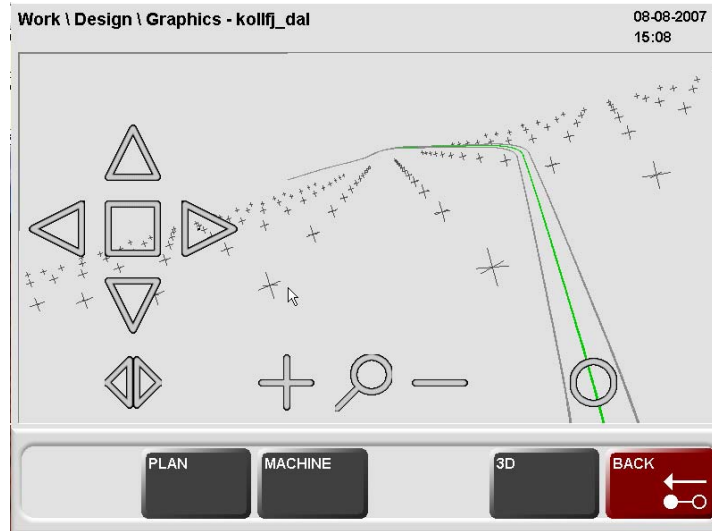 Work \ Design \ Graphics - kollfj_dal
08-08-2007
15:08
PLAN
MACHINE
3D
BACK